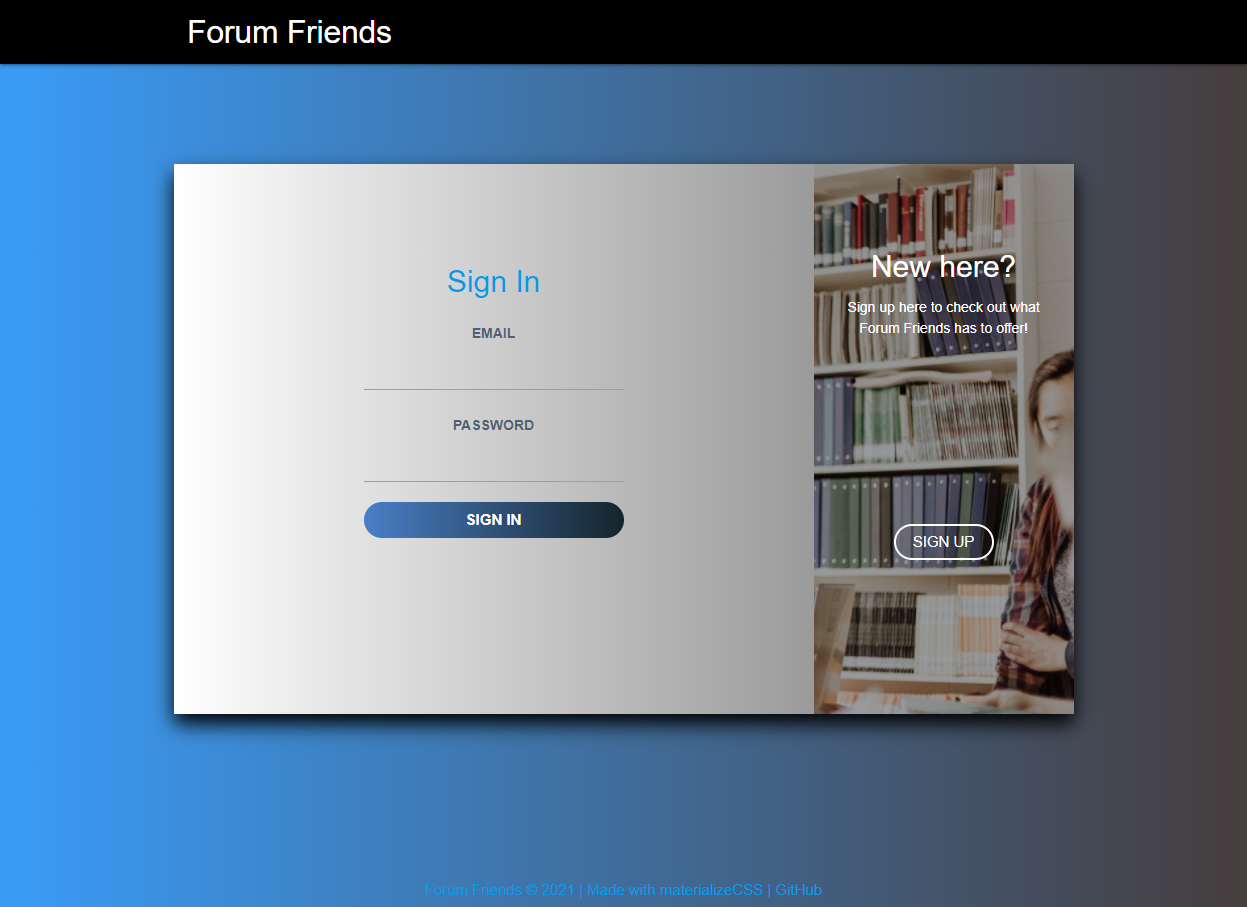 Forum Friends
Sign In
EMAIL
PASSWORD
SIGN IN
New here?
Sign up here to check out what
Forum Friends has to offer!
SIGN UP
Forum Friends © 2021 | Made with materializeCSS | GitHub